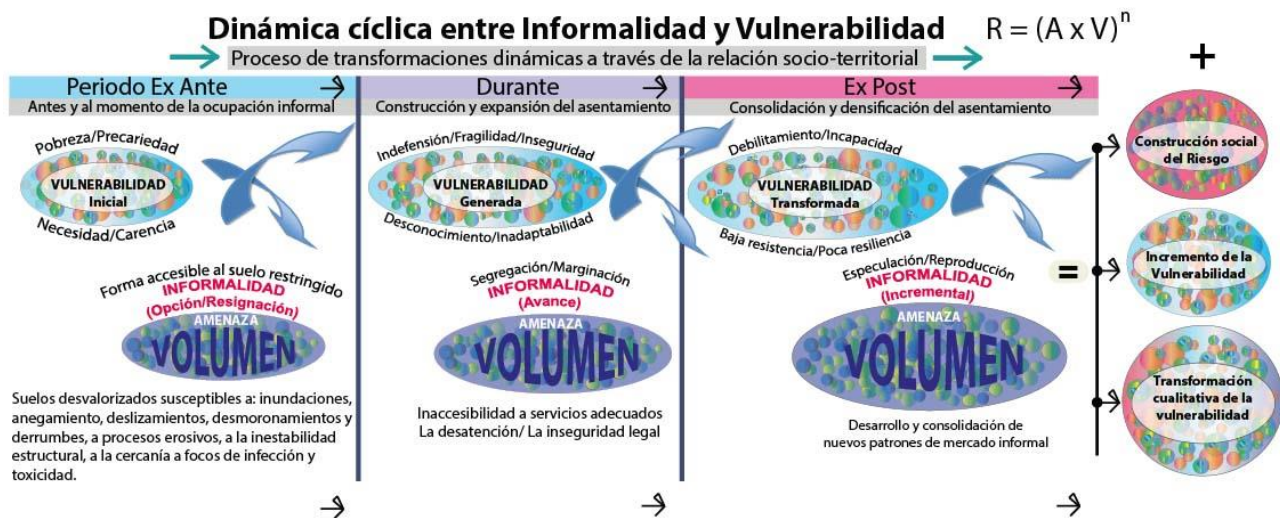 Dinámica cíclica entre Informalidad y Vulnerabilidad R = (A x V)ⁿ
Proceso de transformaciones dinámicas a través de la relación socio-territorial
+
Periodo Ex Ante
Antes y al momento de la ocupación informal
Pobreza/Precariedad
VULNERABILIDAD
Inicial
Necesidad/Carencia
Forma accesible al suelo restringido
INFORMALIDAD
(Opción/Resignación)
AMENAZA
VOLUMEN
Suelos desvalorizados susceptibles a: inundaciones,
anegamiento, deslizamientos, desmoronamientos y
derrumbes, a procesos erosivos, a la inestabilidad
estructural, a la cercanía a focos de infección y
toxicidad.
Durante
Construcción y expansión del asentamiento
Indefensión/Fragilidad/Inseguridad
VULNERABILIDAD
Generada
Desconocimiento/Inadaptabilidad
Segregación/Marginación
INFORMALIDAD
(Avance)
AMENAZA
VOLUMEN
Inaccesibilidad a servicios adecuados
La desatención/ La inseguridad legal
Ex Post
Consolidación y densificación del asentamiento
Debilitamiento/Incapacidad
VULNERABILIDAD
Transformada
Baja resistencia/Poca resiliencia
Especulación/Reproducción
INFORMALIDAD
(Incremental)
AMENAZA
VOLUMEN
Desarrollo y consolidación de
nuevos patrones de mercado informal
=
Construcción social
del Riesgo
Incremento de la
Vulnerabilidad
Transformación
cualitativa de la
vulnerabilidad